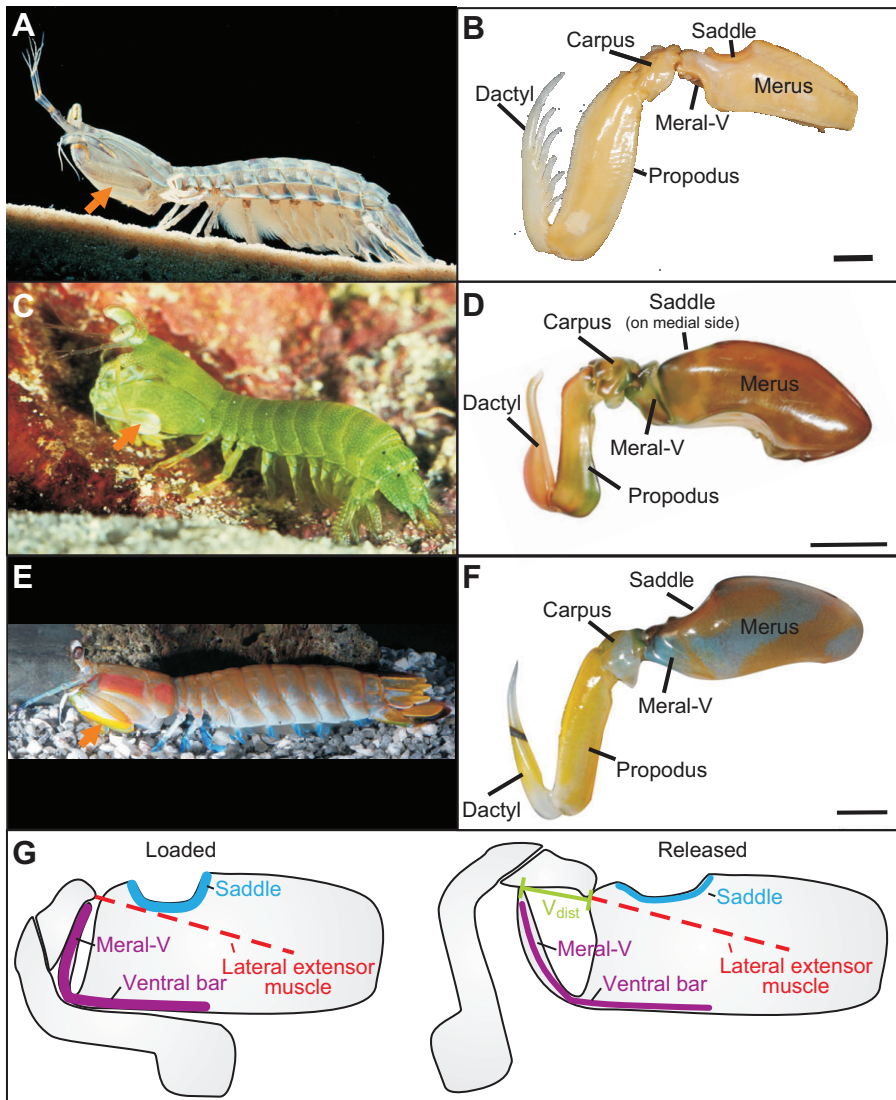 A
B
Carpus
Saddle
Dactyl
Merus
Meral-V
Propodus
C
D
Saddle
(on medial side)
Carpus
Merus
Dactyl
Meral-V
Propodus
E
F
Saddle
Carpus
Merus
Meral-V
Propodus
Dactyl
G
Loaded
Saddle
Meral-V
Lateral extensor
muscle
Ventral bar
Released
Vdist
Saddle
Meral-V
Lateral extensor
muscle
Ventral bar